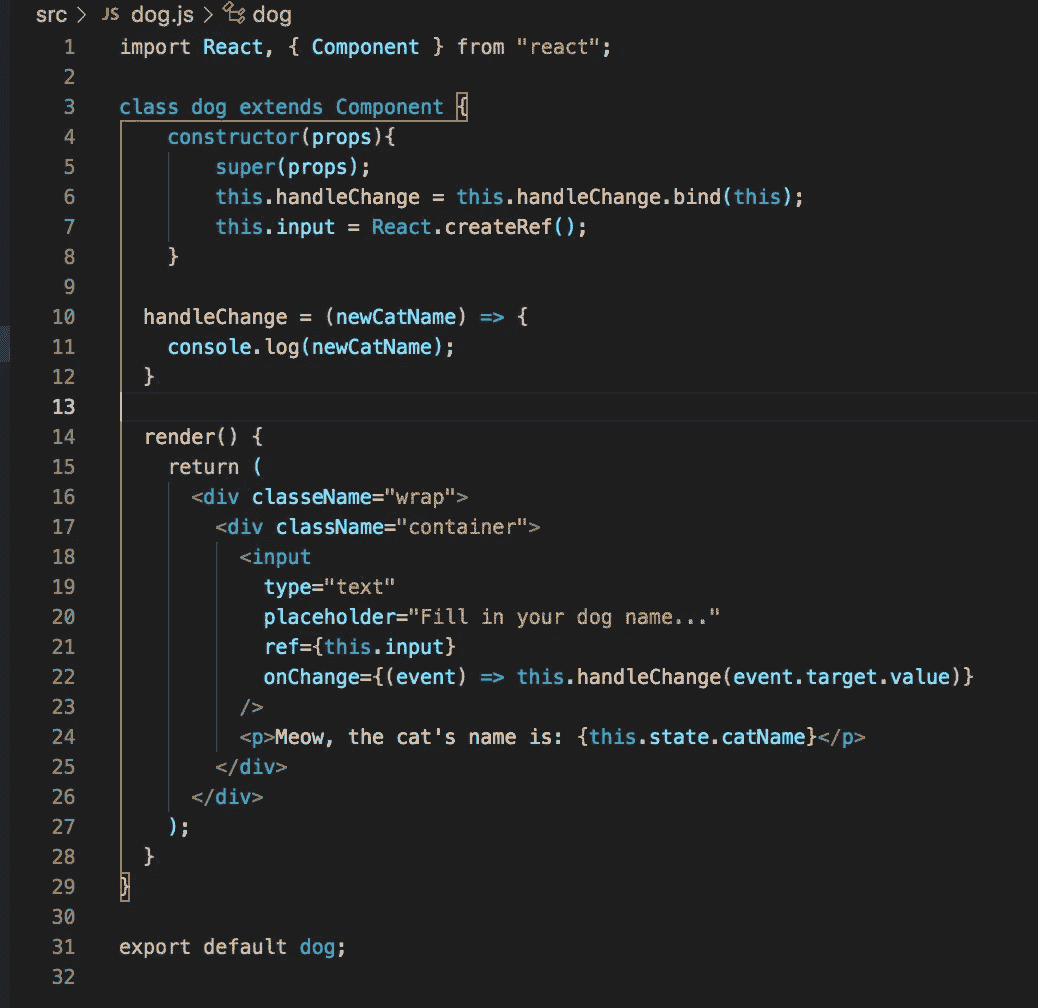 src > JS dog.js > dog
1 import React, { Component } from "react";
2
3 class dog extends Component {
4     constructor(props){
5         super(props);
6         this.handleChange = this.handleChange.bind(this);
7         this.input = React.createRef();
8     }
9
10   handleChange = (newCatName) => {
11     console.log(newCatName);
12   }
13
14   render() {
15     return (
16       <div classeName="wrap">
17         <div className="container">
18           <input
19             type="text"
20             placeholder="Fill in your dog name..."
21             ref={this.input}
22             onChange={(event) => this.handleChange(event.target.value)}
23           />
24           <p>Meow, the cat's name is: {this.state.catName}</p>
25         </div>
26       </div>
27     );
28   }
29 }
30
31 export default dog;
32